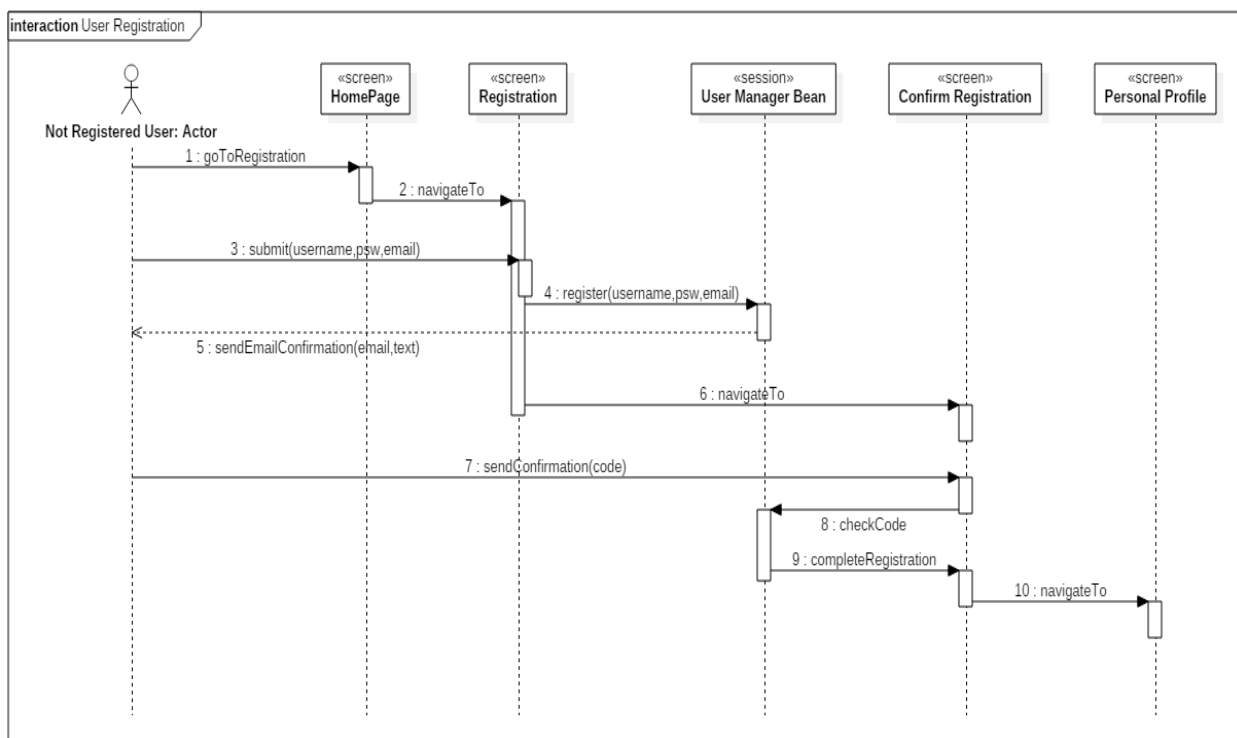 interaction User Registration
«screen»
HomePage
«screen»
Registration
«session»
User Manager Bean
«screen»
Confirm Registration
«screen»
Personal Profile
Not Registered User: Actor
1 : goToRegistration
2 : navigateTo
3 : submit(username,psw,email)
4 : register(username,psw,email)
5 : sendEmailConfirmation(email,text)
6 : navigateTo
7 : sendConfirmation(code)
8 : checkCode
9 : completeRegistration
10 : navigateTo